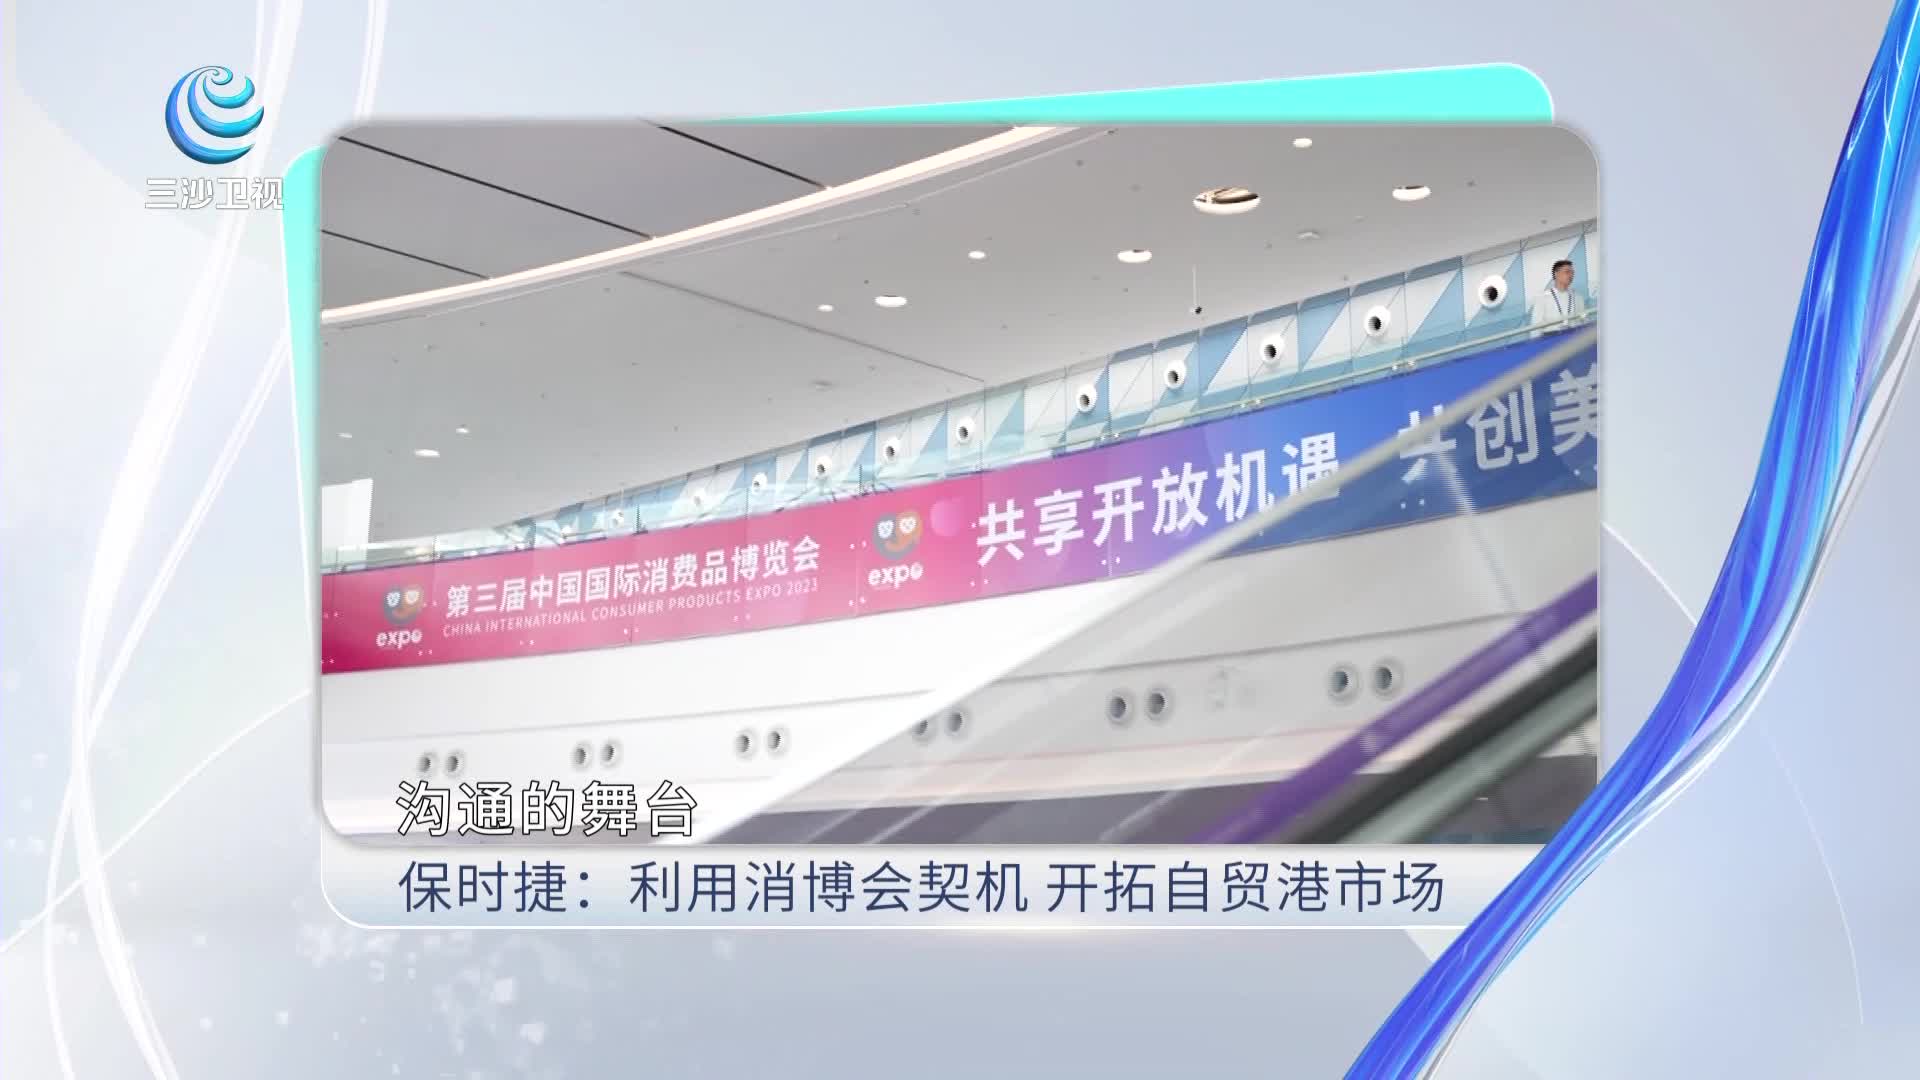 三沙卫视
共享开放机遇 共创美
第三届中国国际消费品博览会
CHINA INTERNATIONAL CONSUMER PRODUCTS EXPO 2023
expo
expo
沟通的舞台
保时捷：利用消博会契机 开拓自贸港市场